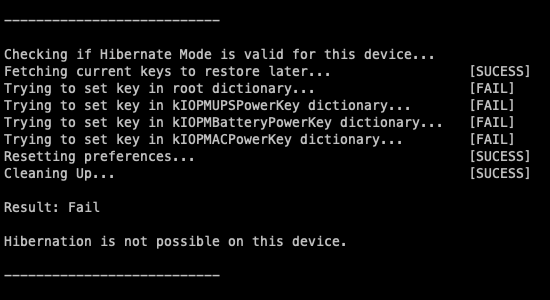 ---------------------------
Checking if Hibernate Mode is valid for this device...
Fetching current keys to restore later... [SUCESS]
Trying to set key in root dictionary... [FAIL]
Trying to set key in kIOPMUPSPowerKey dictionary... [FAIL]
Trying to set key in kIOPMBatteryPowerKey dictionary... [FAIL]
Trying to set key in kIOPMACPowerKey dictionary... [FAIL]
Resetting preferences... [SUCESS]
Cleaning Up... [SUCESS]
Result: Fail
Hibernation is not possible on this device.
---------------------------